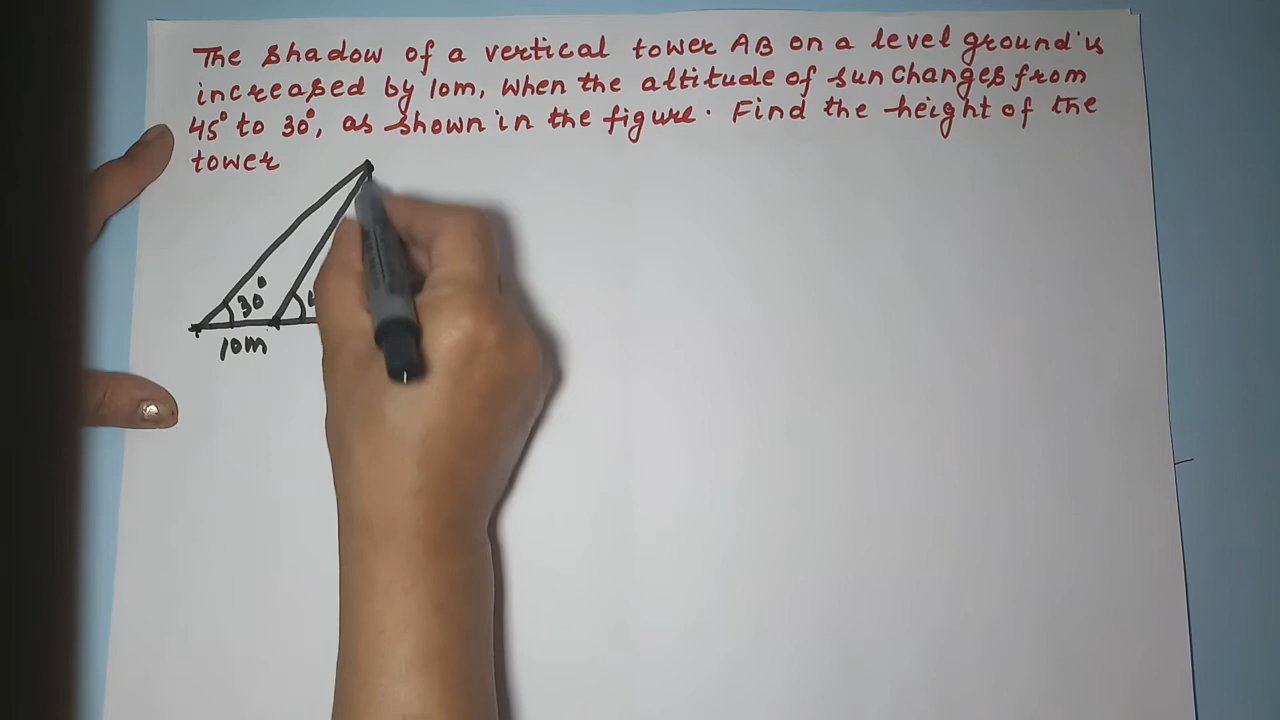 The shadow of a vertical tower AB on a level ground is
increased by 10m, when the altitude of sun changes from
45° to 30°, as shown in the figure. Find the height of the
tower
30°
10m